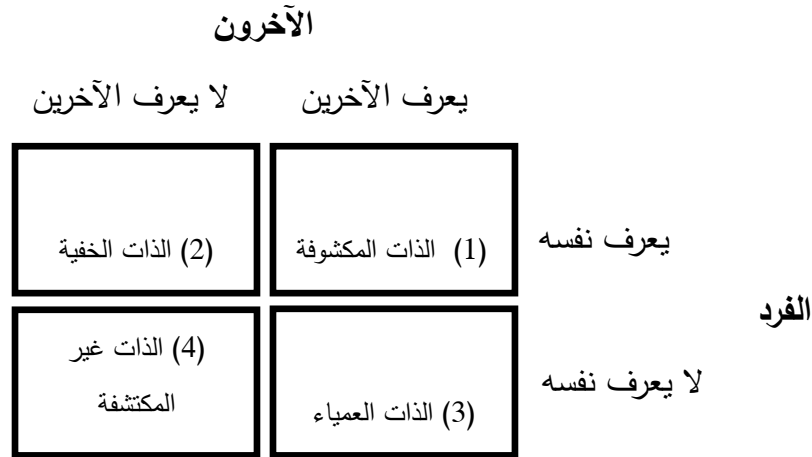 الآخرون
يعرف الآخرين
لا يعرف الآخرين
يعرف نفسه
(1) الذات المكشوفة
(2) الذات الخفية
الفرد
لا يعرف نفسه
(3) الذات العمياء
(4) الذات غير
المكتشفة